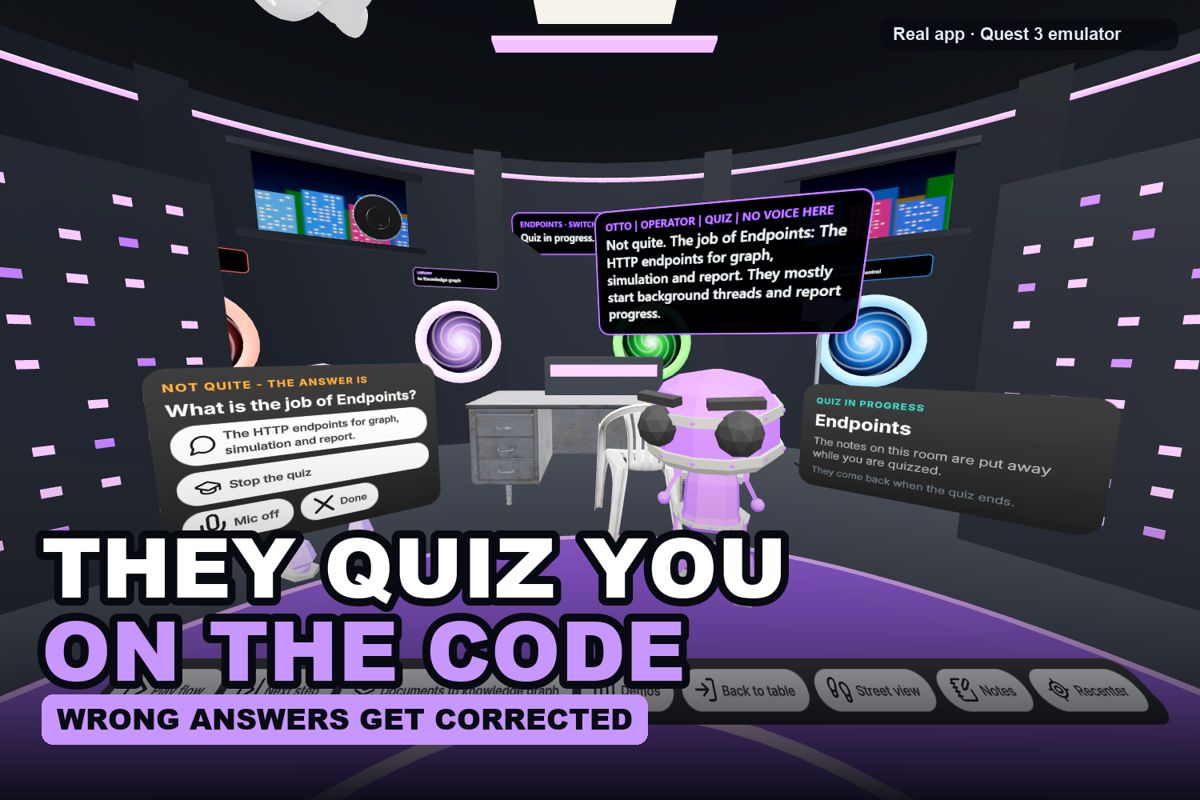 Real app · Quest 3 emulator
ENDPOINTS · SWITCH
Quiz in progress.
OTTO | OPERATOR | QUIZ | NO VOICE HERE
Not quite. The job of Endpoints: The
HTTP endpoints for graph,
simulation and report. They mostly
start background threads and report
progress.
LIBRARY
to Knowledge graph
NOT QUITE - THE ANSWER IS
What is the job of Endpoints?
The HTTP endpoints for graph,
simulation and report.
Stop the quiz
Mic off
Done
QUIZ IN PROGRESS
Endpoints
The notes on this room are put away
while you are quizzed.
They come back when the quiz ends.
THEY QUIZ YOU
ON THE CODE
Play flow
Next step
Documents to knowledge graph
Demos
Back to table
Street view
Notes
Recenter
WRONG ANSWERS GET CORRECTED